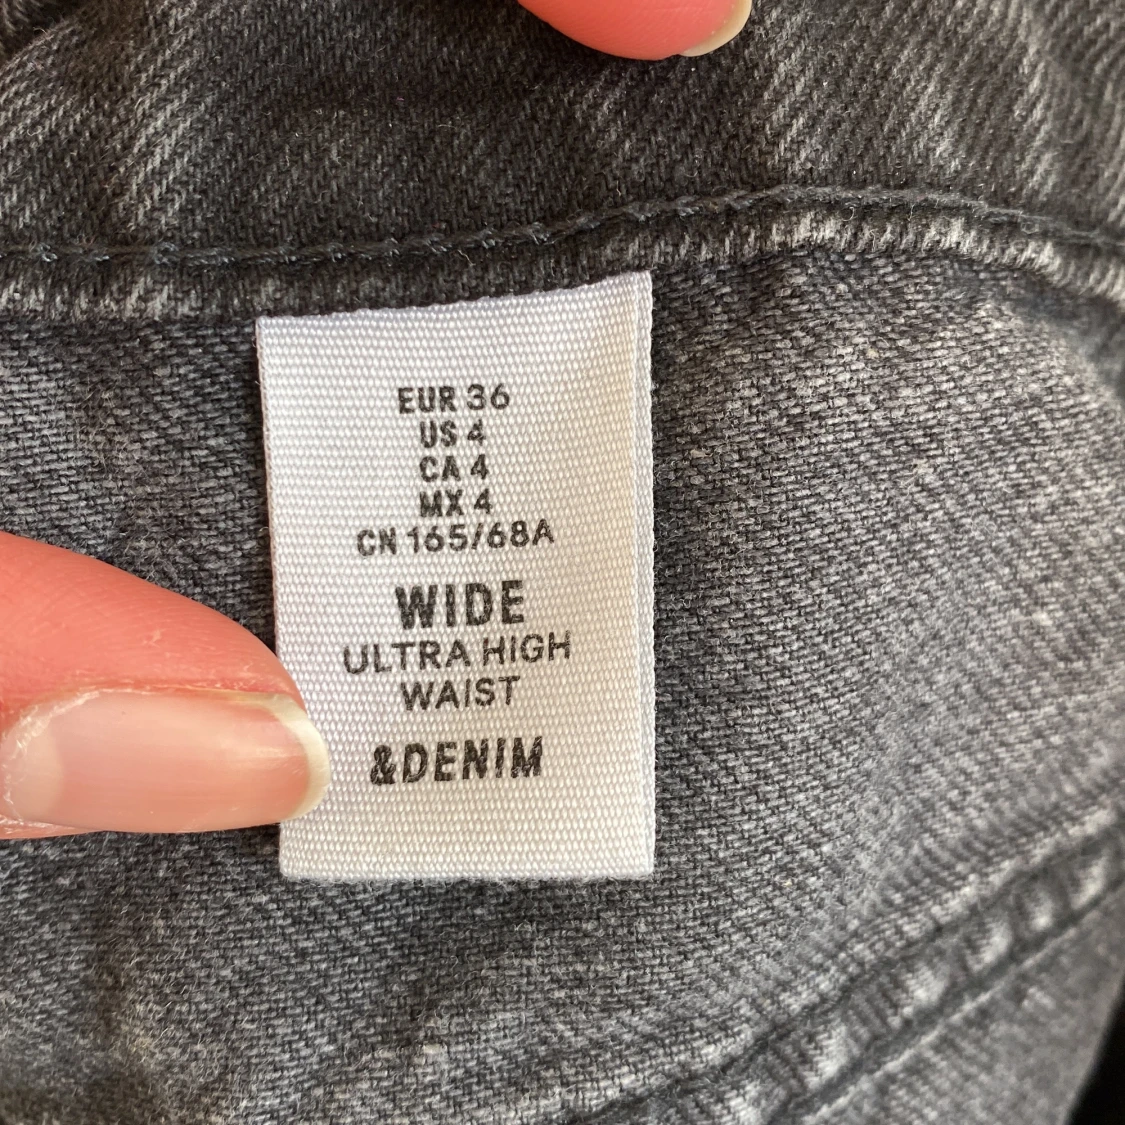 EUR 36
US 4
CA 4
MX 4
CN 165/68A
WIDE
ULTRA HIGH
WAIST
&DENIM